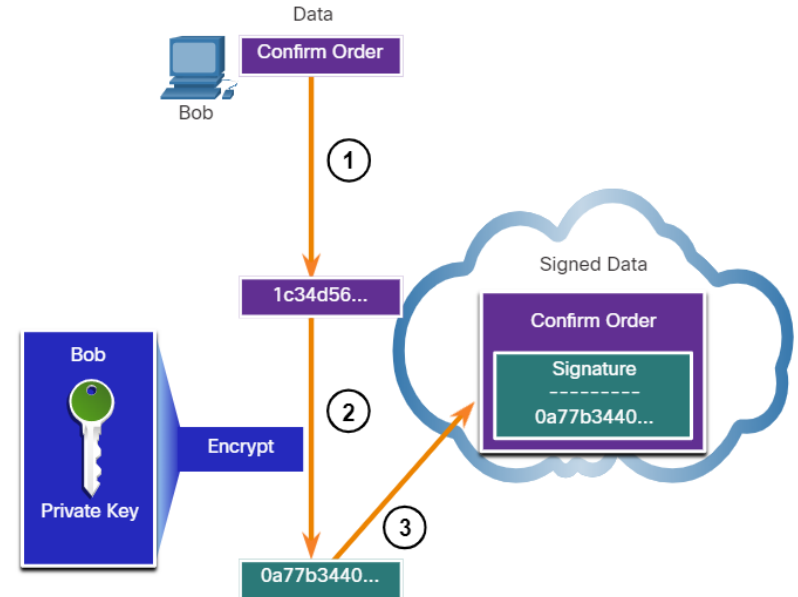 Data
Confirm Order
Bob
1
Signed Data
1c34d56...
Confirm Order
Bob
Signature
---------
2
0a77b3440...
Encrypt
Private Key
3
0a77b3440...